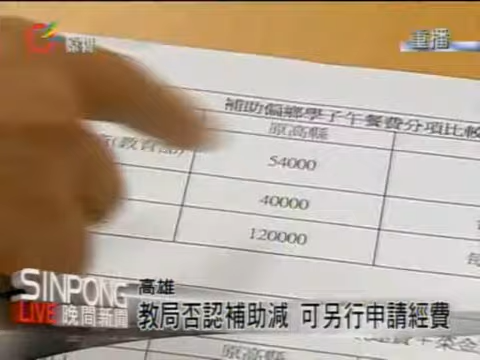 重播
補助偏鄉學子午餐費分項比較
原高縣
(教育部)
54000
40000
120000
SINPONG
LIVE 晚間新聞
高雄
教局否認補助減 可另行申請經費
原高縣